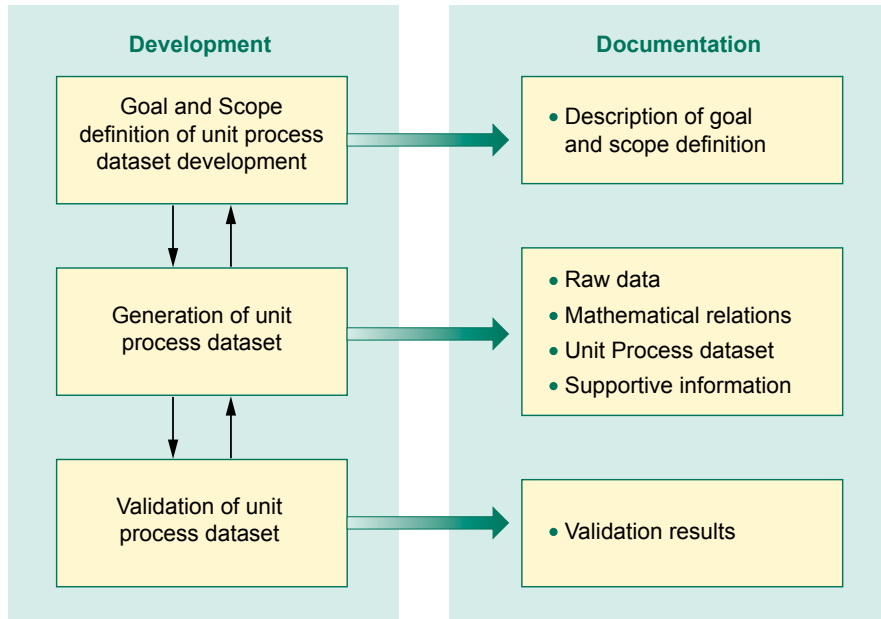 Development
Goal and Scope
definition of unit process
dataset development
Generation of unit
process dataset
Validation of unit
process dataset
Documentation
• Description of goal
and scope definition
• Raw data
• Mathematical relations
• Unit Process dataset
• Supportive information
• Validation results